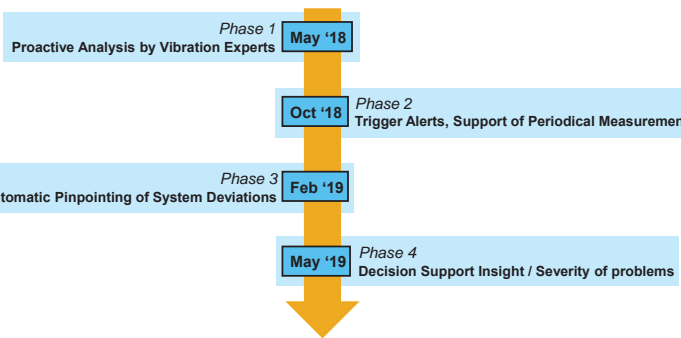 Phase 1
May ‘18
Proactive Analysis by Vibration Experts
Phase 2
Oct ‘18
Trigger Alerts, Support of Periodical
Phase 3
Feb ‘19
Pinpointing of System Deviations
Phase 4
May ‘19
Decision Support Insight / Severity of problems